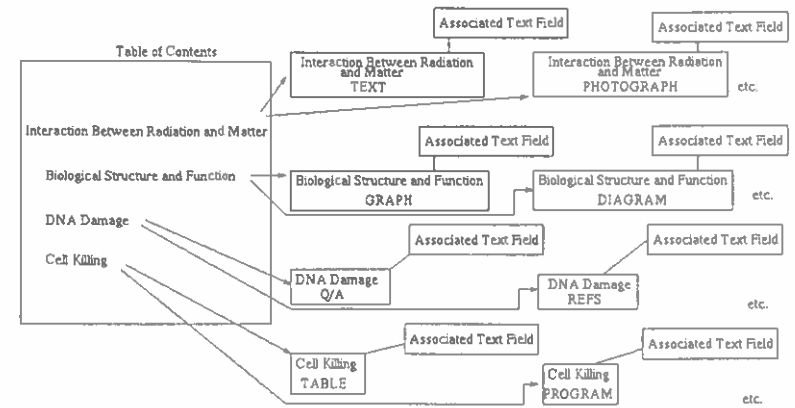 Associated Text Field
Associated Text Field
Table of Contents
Interaction Between Radiation
and Matter
TEXT
Interaction Between Radiation
and Matter
PHOTOGRAPH
etc.
Interaction Between Radiation and Matter
Associated Text Field
Associated Text Field
Biological Structure and Function
Biological Structure and Function
GRAPH
Biological Structure and Function
DIAGRAM
etc.
DNA Damage
Associated Text Field
Associated Text Field
Cell Killing
DNA Damage
Q/A
DNA Damage
REFS
etc.
Associated Text Field
Associated Text Field
Cell Killing
TABLE
Cell Killing
PROGRAM
etc.